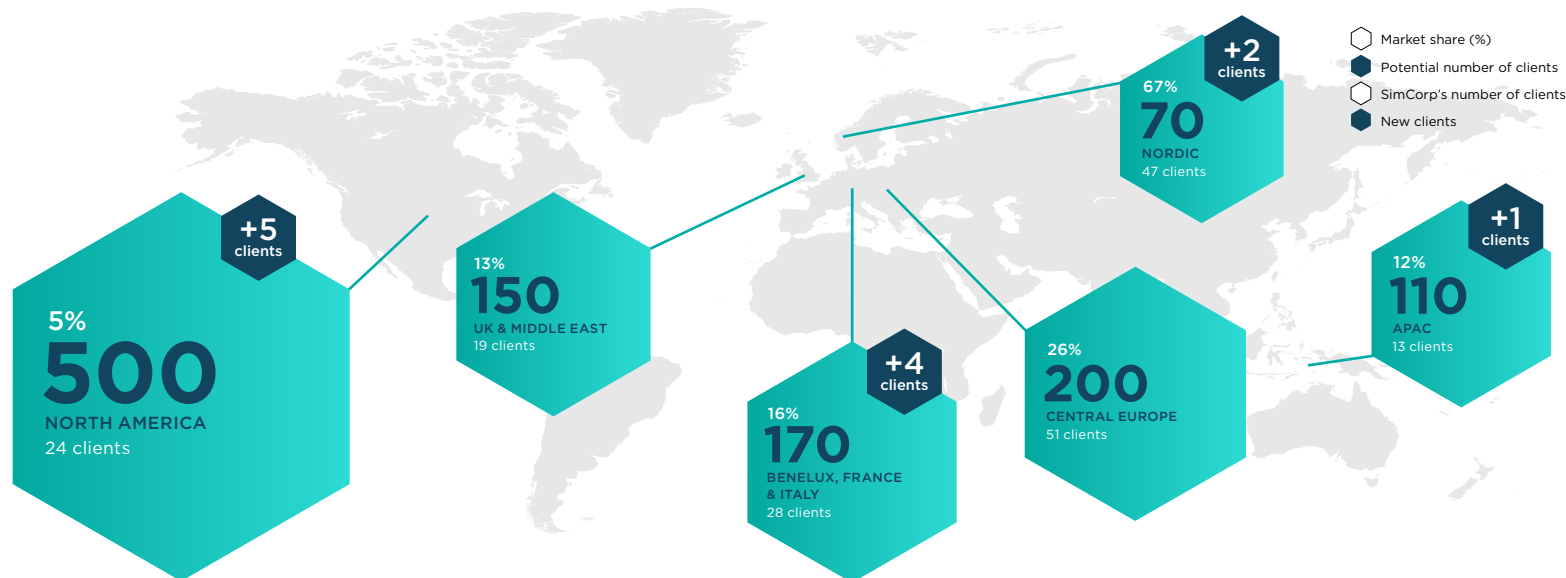 Market share (%)
Potential number of clients
SimCorp's number of clients
New clients
+5
clients
5%
500
NORTH AMERICA
24 clients
13%
150
UK & MIDDLE EAST
19 clients
+4
clients
16%
170
BENELUX, FRANCE
& ITALY
28 clients
26%
200
CENTRAL EUROPE
51 clients
+2
clients
67%
70
NORDIC
47 clients
+1
clients
12%
110
APAC
13 clients